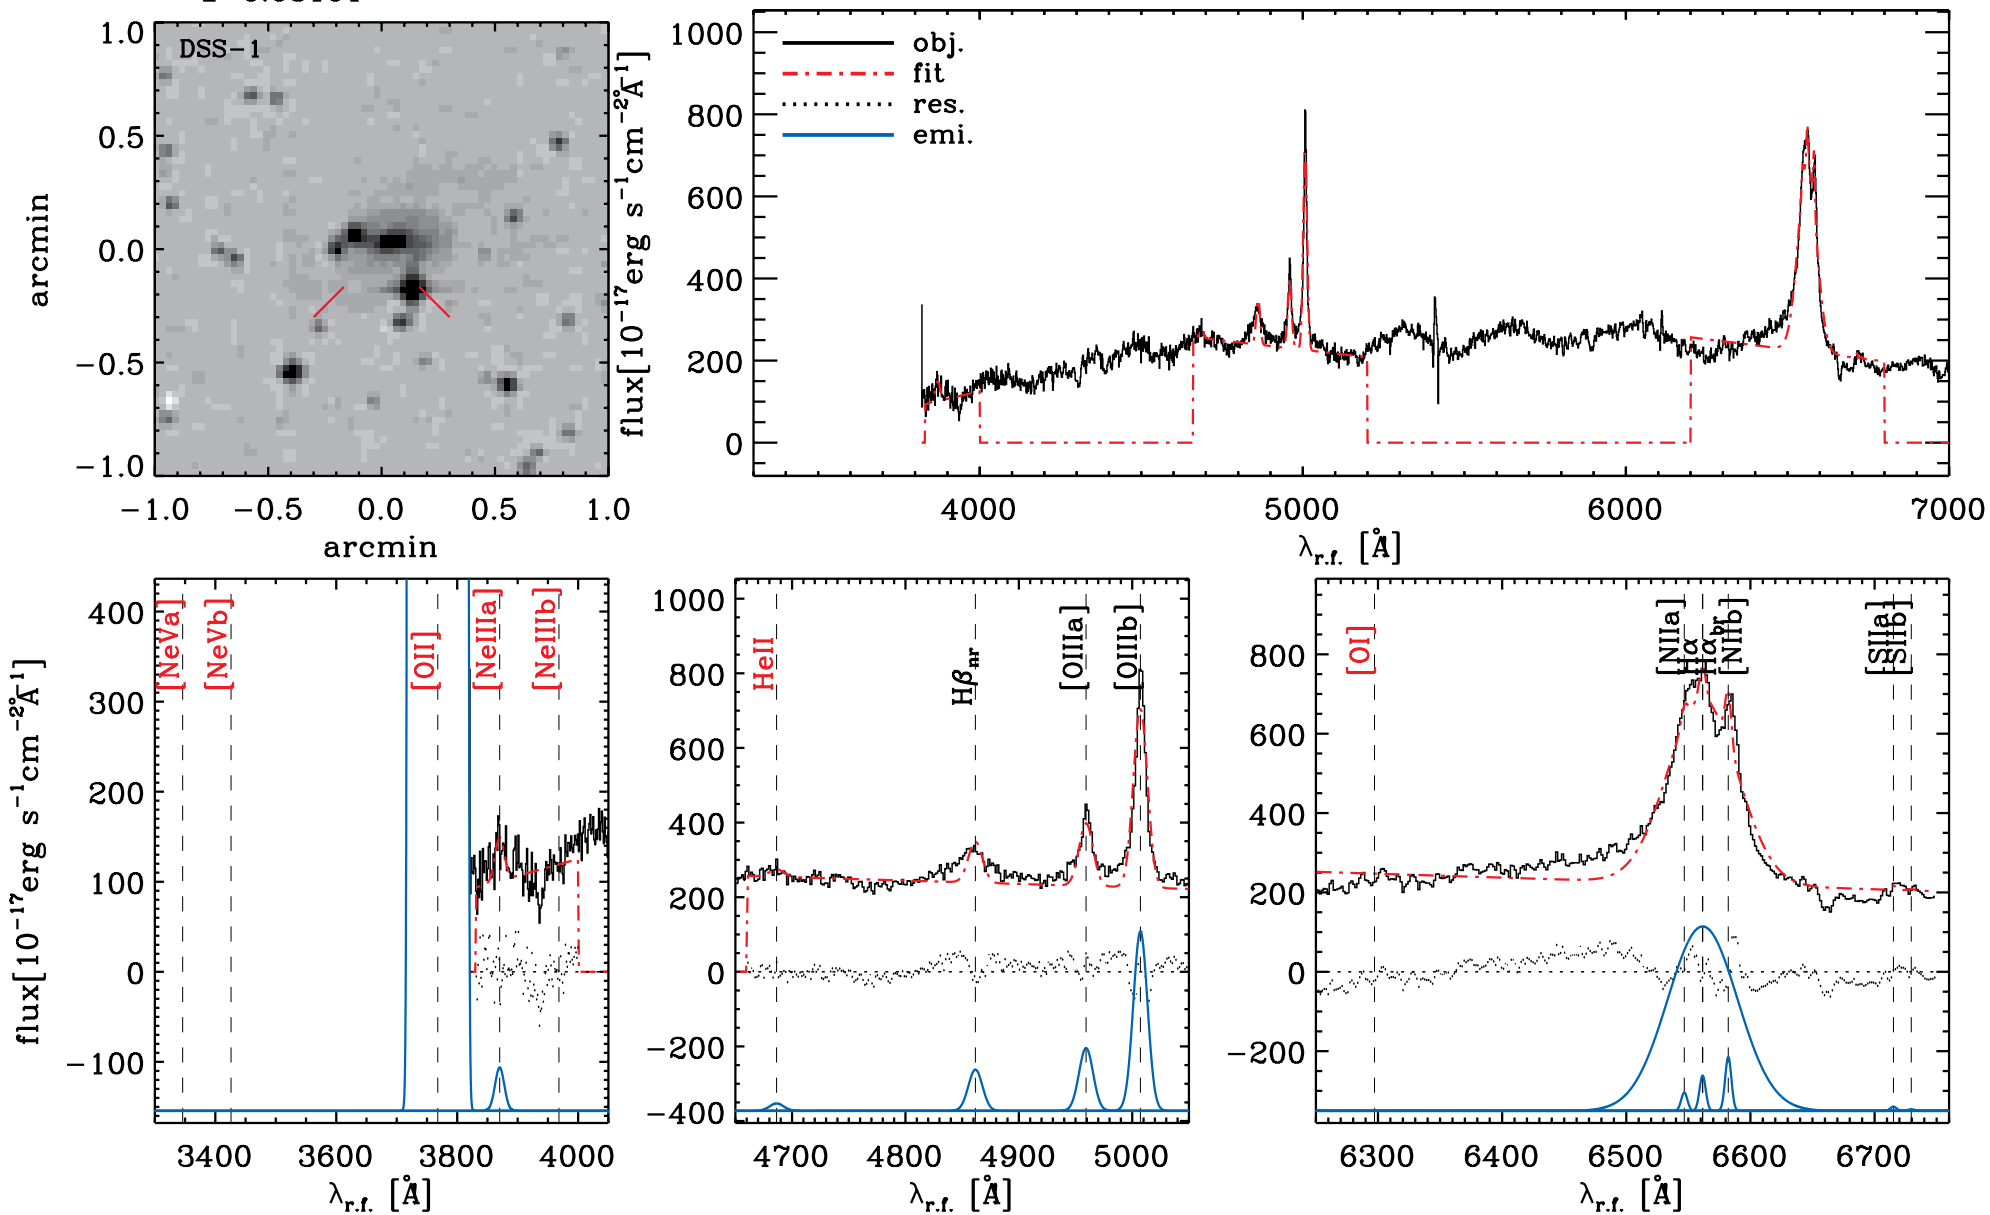 DSS-1
1.0
0.5
0.0
-0.5
-1.0
arcmin
-1.0 -0.5 0.0 0.5 1.0
arcmin
flux[10⁻¹⁷erg s⁻¹cm⁻²Å⁻¹]
1000
800
600
400
200
0
obj.
fit
res.
emi.
4000 5000 6000 7000
λr.f. [Å]
flux[10⁻¹⁷erg s⁻¹cm⁻²Å⁻¹]
400
300
200
100
0
-100
[NeVa] [NeVb] [OII] [NeIIIa] [NeIIIb]
3400 3600 3800 4000
λr.f. [Å]
1000
800
600
400
200
0
-200
-400
HeII Hβnr [OIIIa] [OIIIb]
4700 4800 4900 5000
λr.f. [Å]
800
600
400
200
0
-200
[OI] [NIIa] Hα Hαbr [NIIb] [SIIa] [SIIb]
6300 6400 6500 6600 6700
λr.f. [Å]